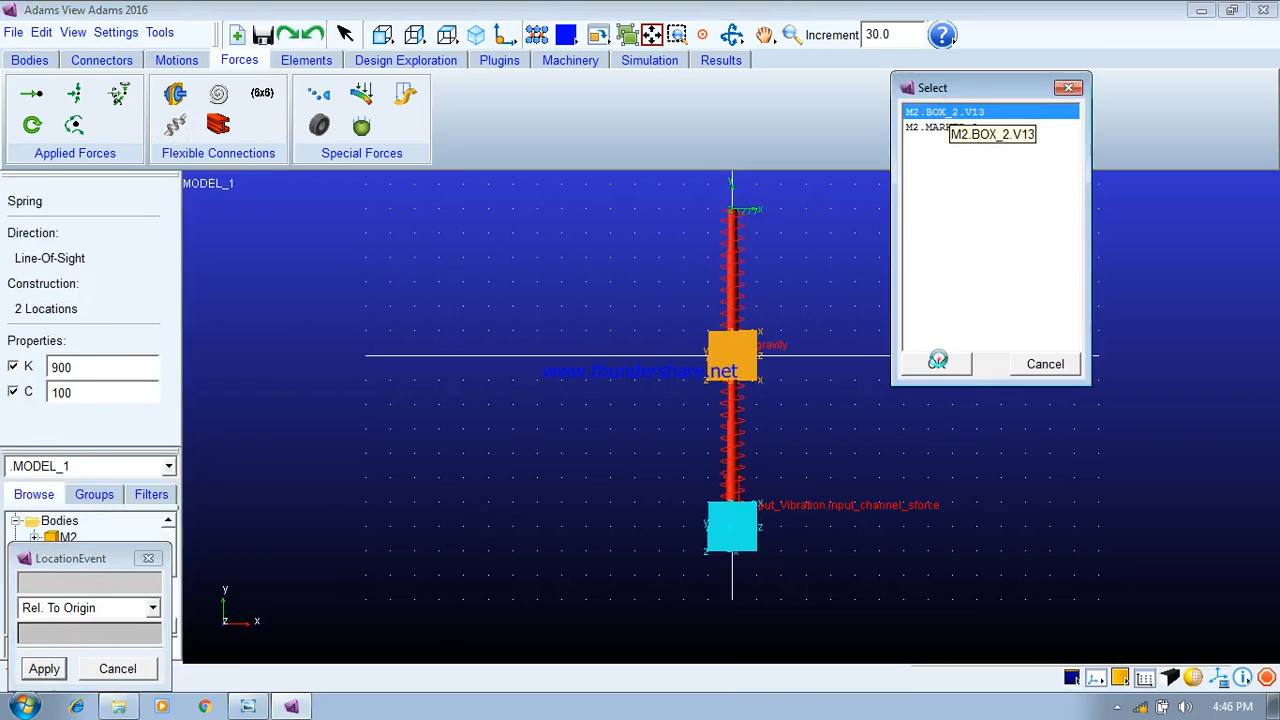 Adams View Adams 2016
File Edit View Settings Tools
Increment 30.0
Bodies Connectors Motions Forces Elements Design Exploration Plugins Machinery Simulation Results
(6x6)
Applied Forces Flexible Connections Special Forces
Select
M2.BOX_2.V13
M2.BOX_2.V13
Cancel
MODEL_1
Spring
Direction:
Line-Of-Sight
Construction:
2 Locations
Properties:
K 900
C 100
gravity
www.thundershare.net
put_Vibration.input_channel_sforce
.MODEL_1
Browse Groups Filters
Bodies
M2
LocationEvent
Rel. To Origin
Apply Cancel
4:46 PM